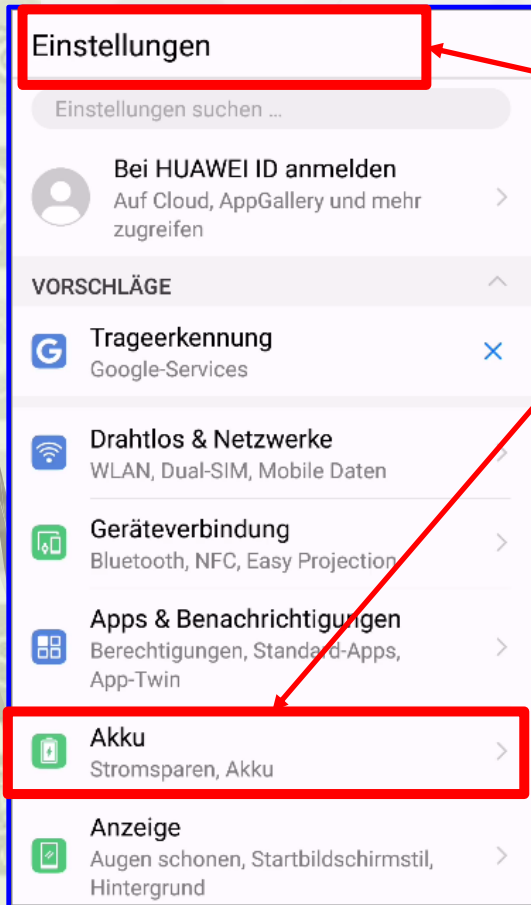 Einstellungen
Einstellungen suchen ...
Bei HUAWEI ID anmelden
Auf Cloud, AppGallery und mehr
zugreifen
VORSCHLÄGE
G
Trageerkennung
Google-Services
Drahtlos & Netzwerke
WLAN, Dual-SIM, Mobile Daten
Geräteverbindung
Bluetooth, NFC, Easy Projection
Apps & Benachrichtigungen
Berechtigungen, Standard-Apps,
App-Twin
Akku
Stromsparen, Akku
Anzeige
Augen schonen, Startbildschirmstil,
Hintergrund